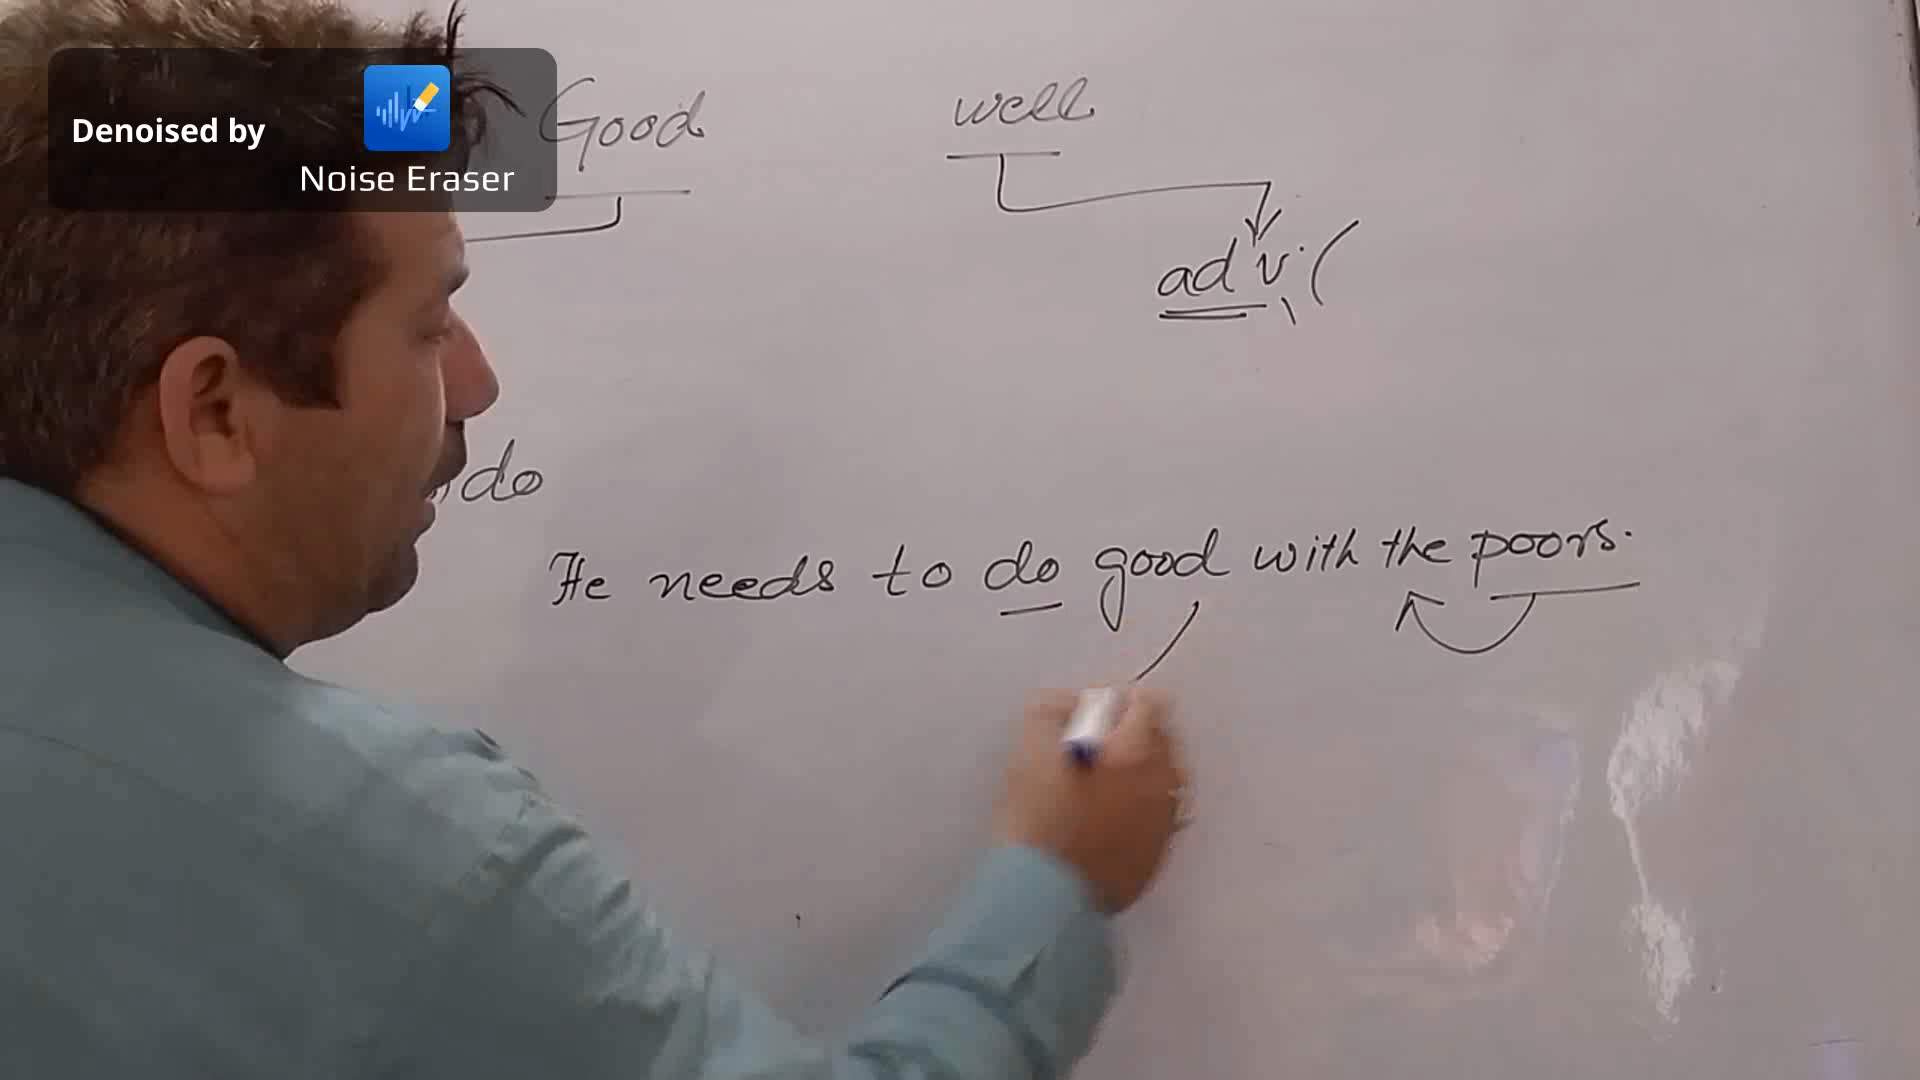 Denoised by
Noise Eraser
Good well
adv. (
do
He needs to do good with the poors.